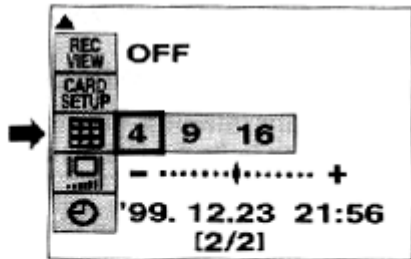 REC VIEW OFF
CARD SETUP
4 9 16
- +
'99. 12.23 21:56
[2/2]